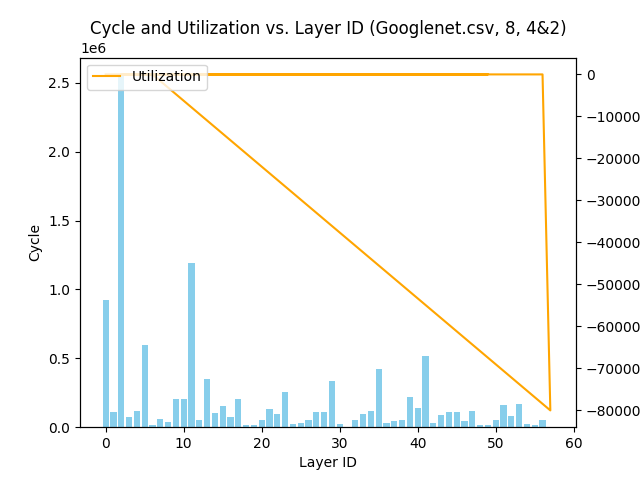 Cycle and Utilization vs. Layer ID (Googlenet.csv, 8, 4&2)
1e6
Utilization
2.5
2.0
1.5
1.0
0.5
0.0
Cycle
0
−10000
−20000
−30000
−40000
−50000
−60000
−70000
−80000
0 10 20 30 40 50 60
Layer ID